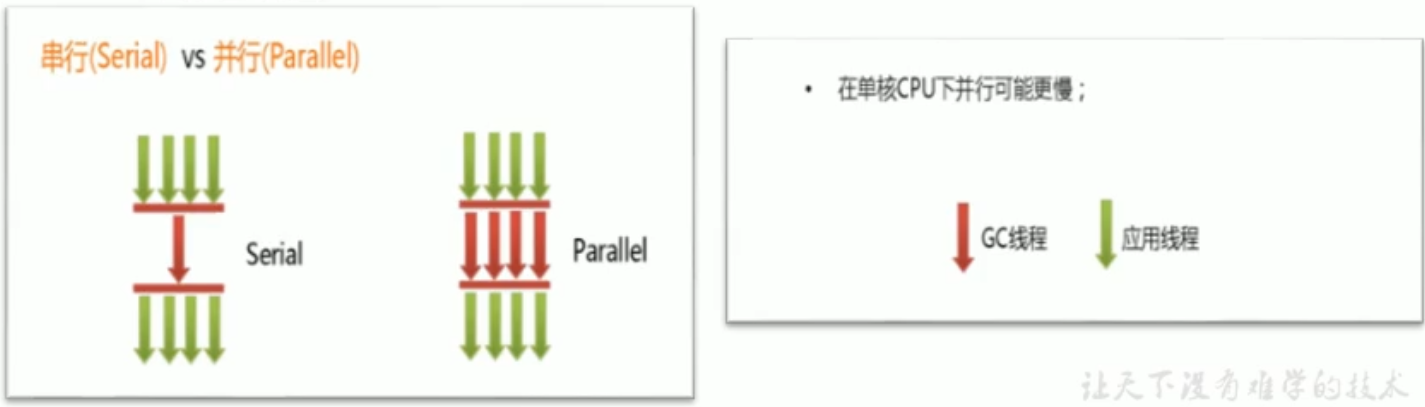 串行(Serial) vs 并行(Parallel)
Serial
Parallel
• 在单核CPU下并行可能更慢；
GC线程
应用线程
让天下没有难学的技术